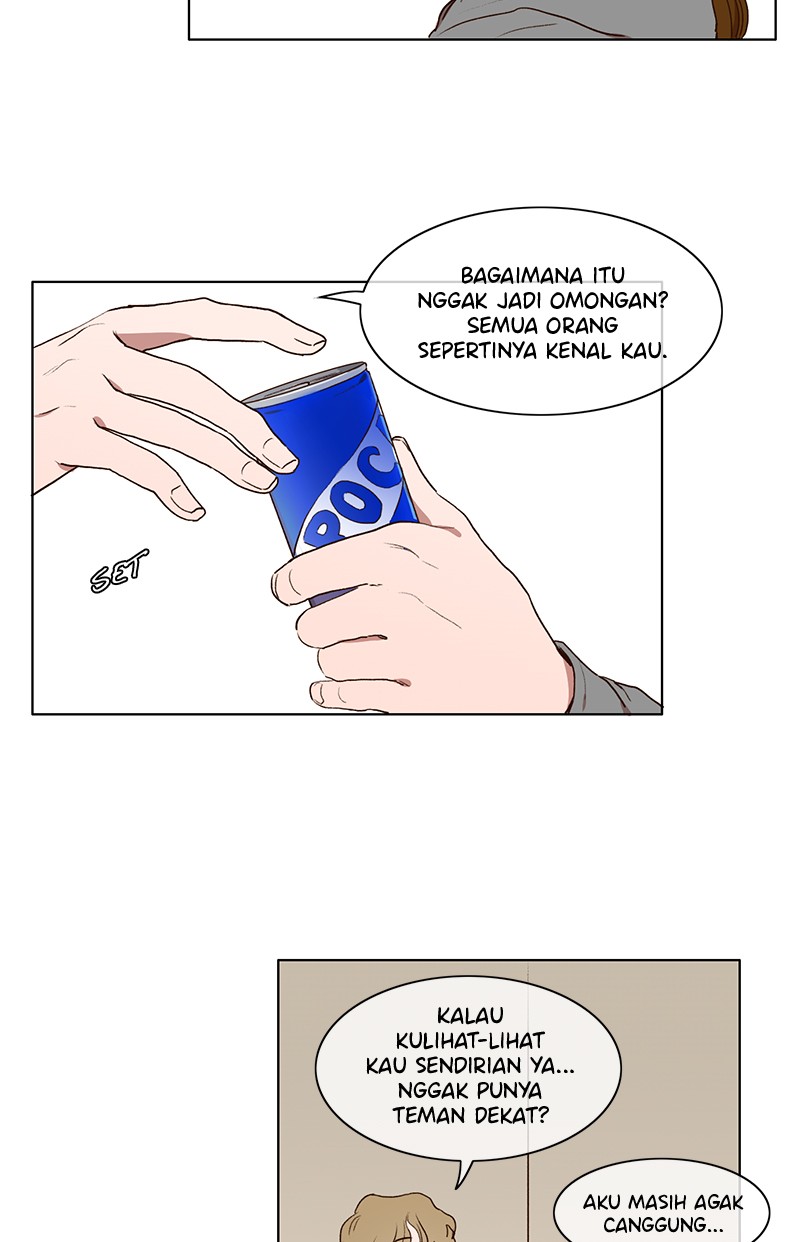 BAGAIMANA ITU
NGGAK JADI OMONGAN?
SEMUA ORANG
SEPERTINYA KENAL KAU.
POC
SET
KALAU
KULIHAT-LIHAT
KAU SENDIRIAN YA...
NGGAK PUNYA
TEMAN DEKAT?
AKU MASIH AGAK
CANGGUNG...